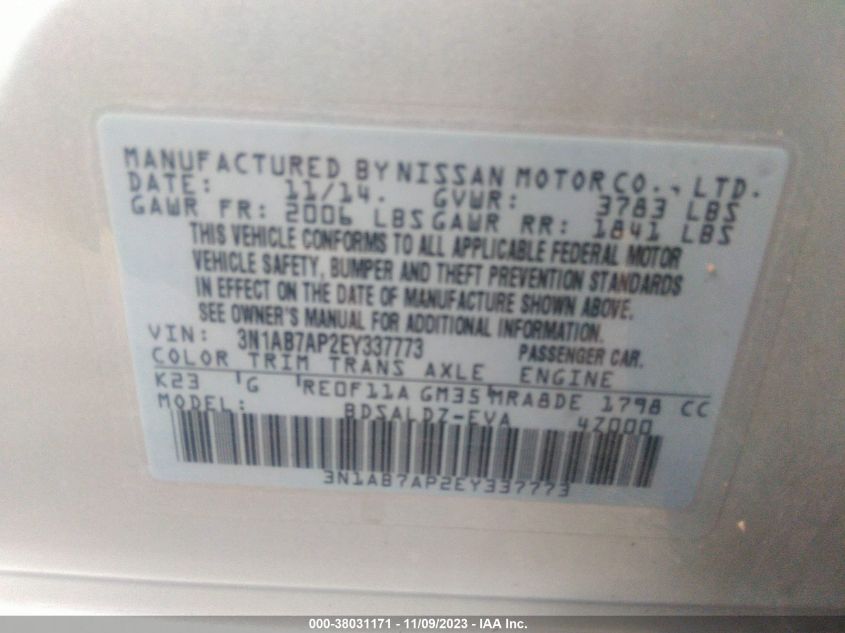 MANUFACTURED BY NISSAN MOTOR CO., LTD.
DATE: 11/14. GVWR: 3783 LBS
GAWR FR: 2006 LBS GAWR RR: 1841 LBS
THIS VEHICLE CONFORMS TO ALL APPLICABLE FEDERAL MOTOR
VEHICLE SAFETY, BUMPER AND THEFT PREVENTION STANDARDS
IN EFFECT ON THE DATE OF MANUFACTURE SHOWN ABOVE.
SEE OWNER'S MANUAL FOR ADDITIONAL INFORMATION.
VIN: 3N1AB7AP2EY337773 PASSENGER CAR.
COLOR TRIM TRANS AXLE ENGINE
K23 G RE0F11A GM35 MRA8DE 1798 CC
MODEL: BDSALDZ-EVA 4Z000
3N1AB7AP2EY337773
000-38031171 - 11/09/2023 - IAA Inc.